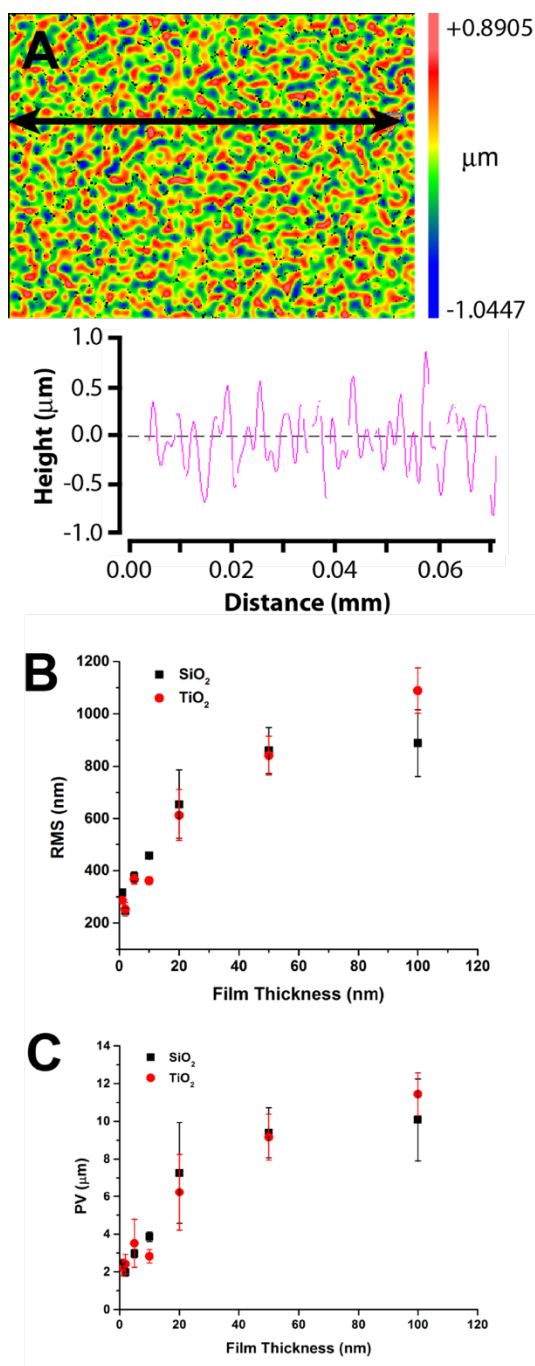 A
+0.8905
μm
-1.0447
1.0
0.5
0.0
-0.5
-1.0
Height (μm)
0.00 0.02 0.04 0.06
Distance (mm)
B
SiO₂
TiO₂
1200
1000
800
600
400
200
RMS (nm)
0 20 40 60 80 100 120
Film Thickness (nm)
C
SiO₂
TiO₂
14
12
10
8
6
4
2
0
PV (μm)
0 20 40 60 80 100 120
Film Thickness (nm)